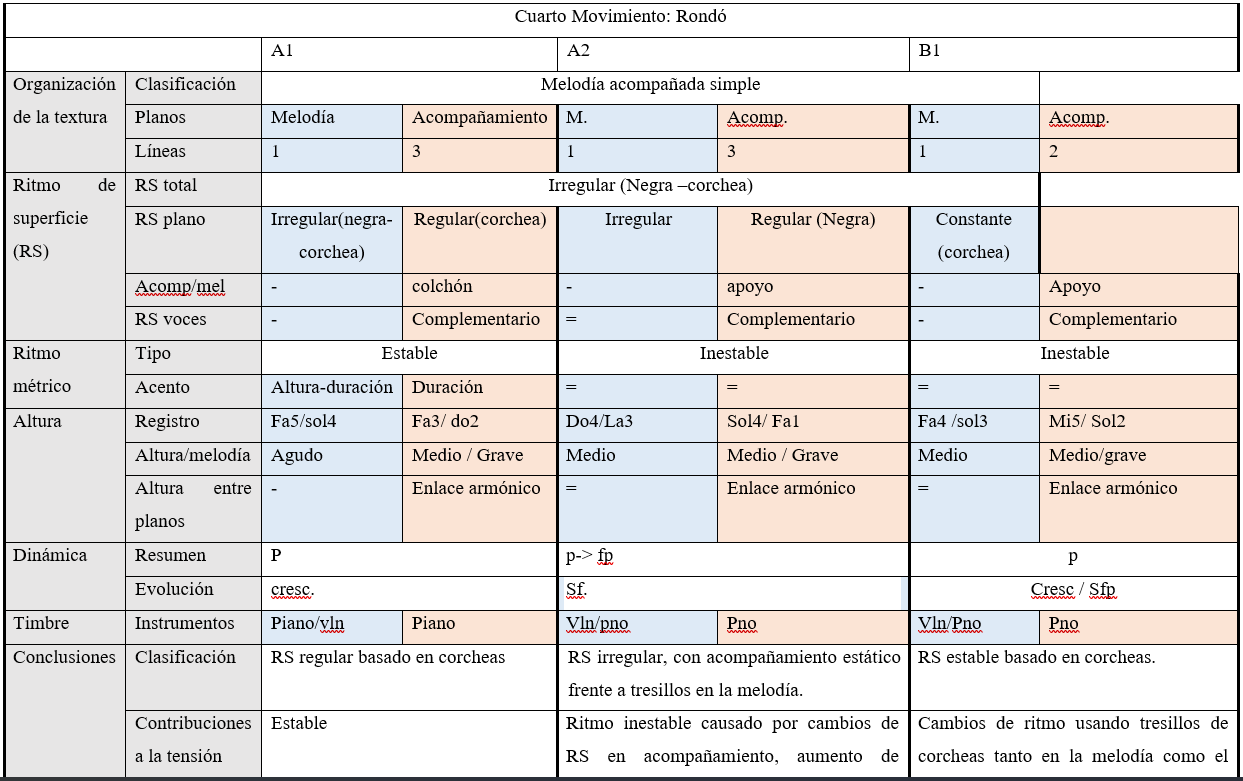 Cuarto Movimiento: Rondó
A1 A2 B1
Organización de la textura Clasificación Melodía acompañada simple
Planos Melodía Acompañamiento M. Acomp. M. Acomp.
Líneas 1 3 1 3 1 2
Ritmo de superficie (RS) RS total Irregular (Negra –corchea)
RS plano Irregular(negra-corchea) Regular(corchea) Irregular Regular (Negra) Constante (corchea)
Acomp/mel - colchón - apoyo - Apoyo
RS voces - Complementario = Complementario - Complementario
Ritmo métrico Tipo Estable Inestable Inestable
Acento Altura-duración Duración = = = =
Altura Registro Fa5/sol4 Fa3/ do2 Do4/La3 Sol4/ Fa1 Fa4 /sol3 Mi5/ Sol2
Altura/melodía Agudo Medio / Grave Medio Medio / Grave Medio Medio/grave
Altura entre planos - Enlace armónico = Enlace armónico = Enlace armónico
Dinámica Resumen P p-> fp p
Evolución cresc. Sf. Cresc / Sfp
Timbre Instrumentos Piano/vln Piano Vln/pno Pno Vln/Pno Pno
Conclusiones Clasificación RS regular basado en corcheas RS irregular, con acompañamiento estático frente a tresillos en la melodía. RS estable basado en corcheas.
Contribuciones a la tensión Estable Ritmo inestable causado por cambios de RS en acompañamiento, aumento de Cambios de ritmo usando tresillos de corcheas tanto en la melodía como el